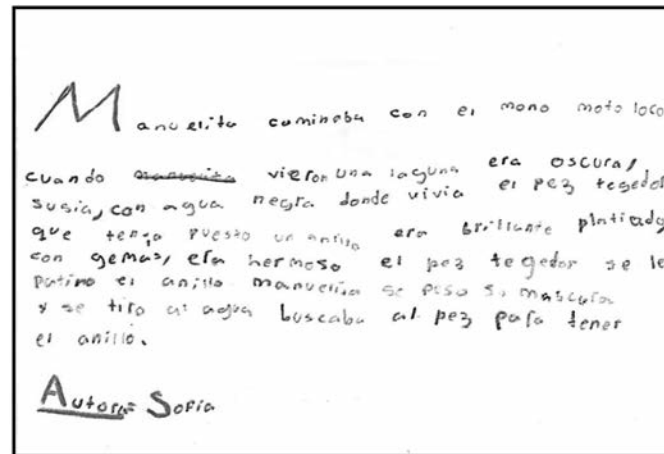 Manuelita caminaba con el mono moto loco
cuando manuelita vieron una laguna era oscura,
susia, con agua negra donde vivia el pez tegedor
que tenia puesto un anillo era brillante platiado
con gemas, era hermoso el pez tegedor se le
patino el anillo manuelita se puso su mascara
y se tiro al agua buscaba al pez para tener
el anillo.
Autora= Sofia